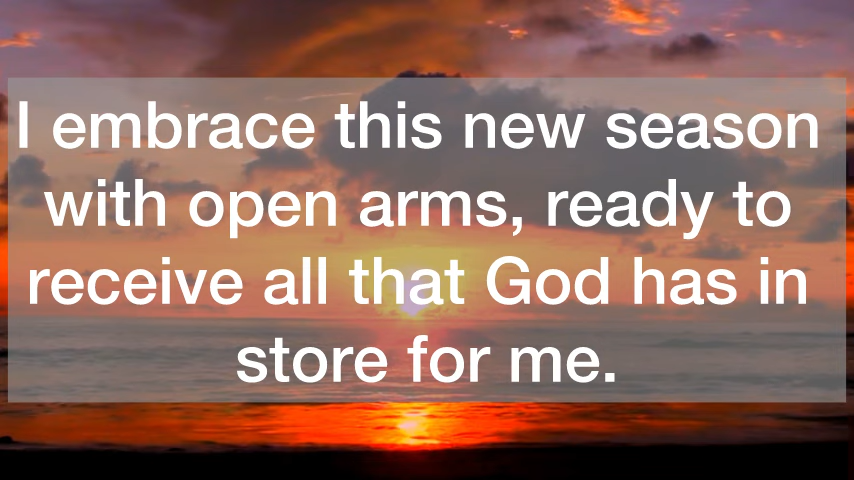 I embrace this new season
with open arms, ready to
receive all that God has in
store for me.